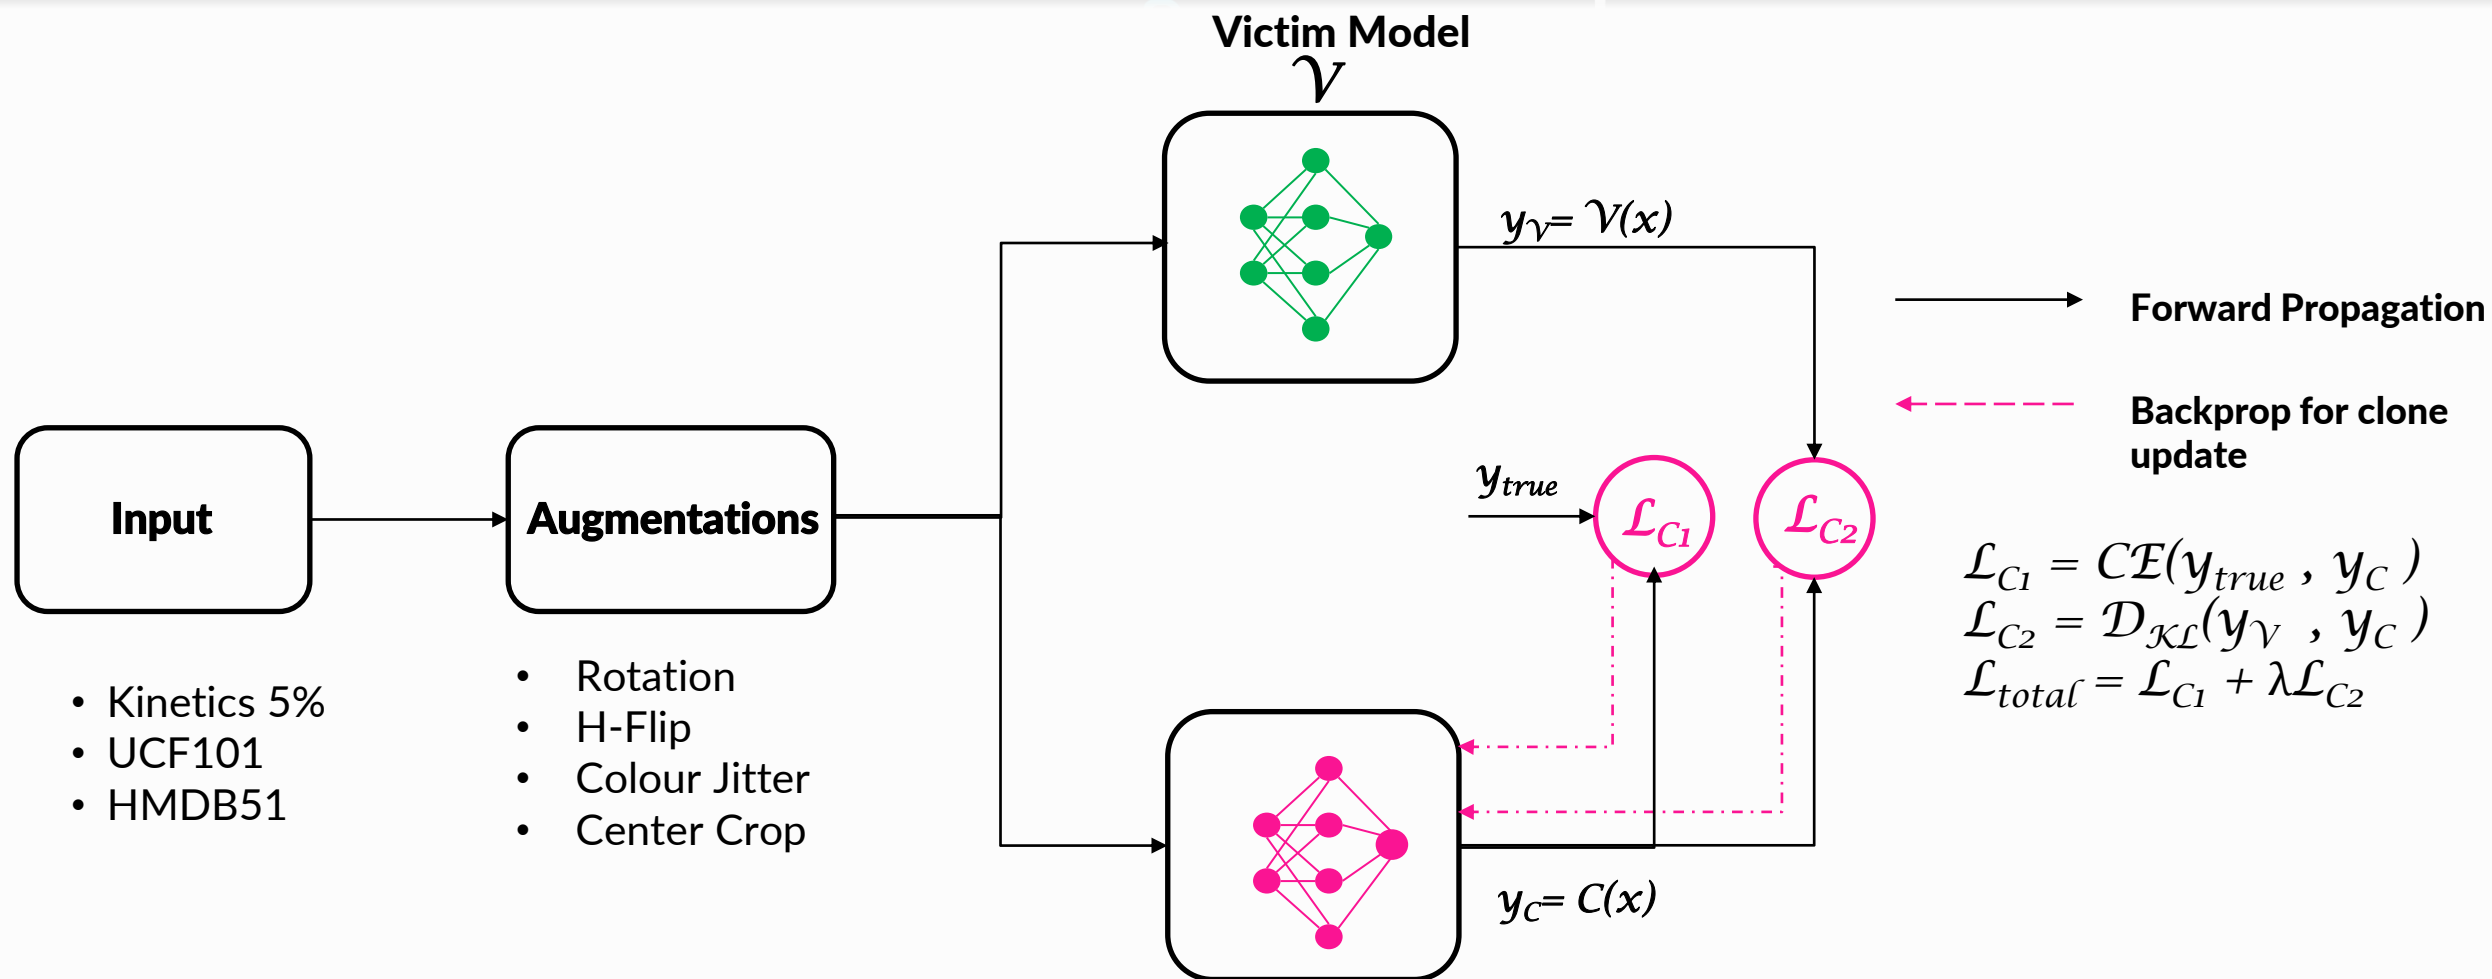 Victim Model
𝒱
y𝒱= 𝒱(x)
Forward Propagation
Backprop for clone
update
Input
Augmentations
ytrue
ℒC1
ℒC2
ℒC1 = CE(ytrue , yC )
ℒC2 = 𝒟𝒦ℒ(y𝒱 , yC )
ℒtotal = ℒC1 + λℒC2
• Kinetics 5%
• UCF101
• HMDB51
• Rotation
• H-Flip
• Colour Jitter
• Center Crop
yC= C(x)